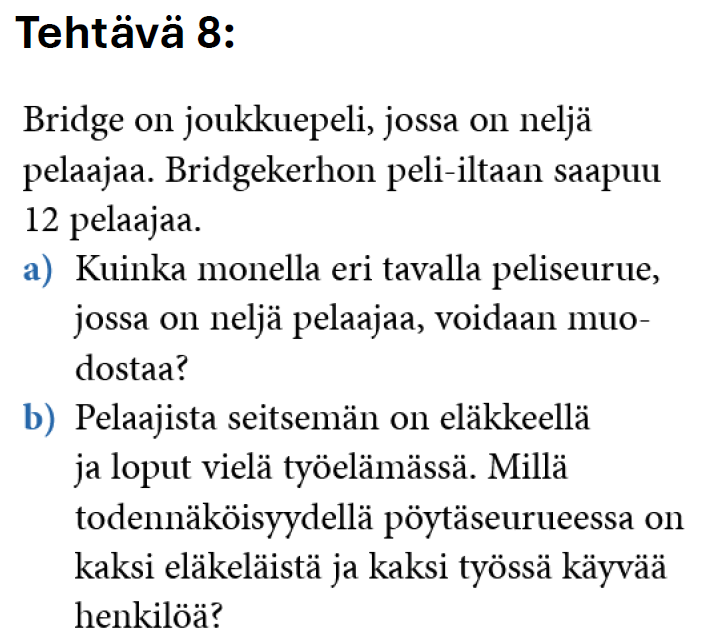 Tehtävä 8:
Bridge on joukkuepeli, jossa on neljä
pelaajaa. Bridgekerhon peli-iltaan saapuu
12 pelaajaa.
a) Kuinka monella eri tavalla peliseurue,
jossa on neljä pelaajaa, voidaan muo-
dostaa?
b) Pelaajista seitsemän on eläkkeellä
ja loput vielä työelämässä. Millä
todennäköisyydellä pöytäseurueessa on
kaksi eläkeläistä ja kaksi työssä käyvää
henkilöä?